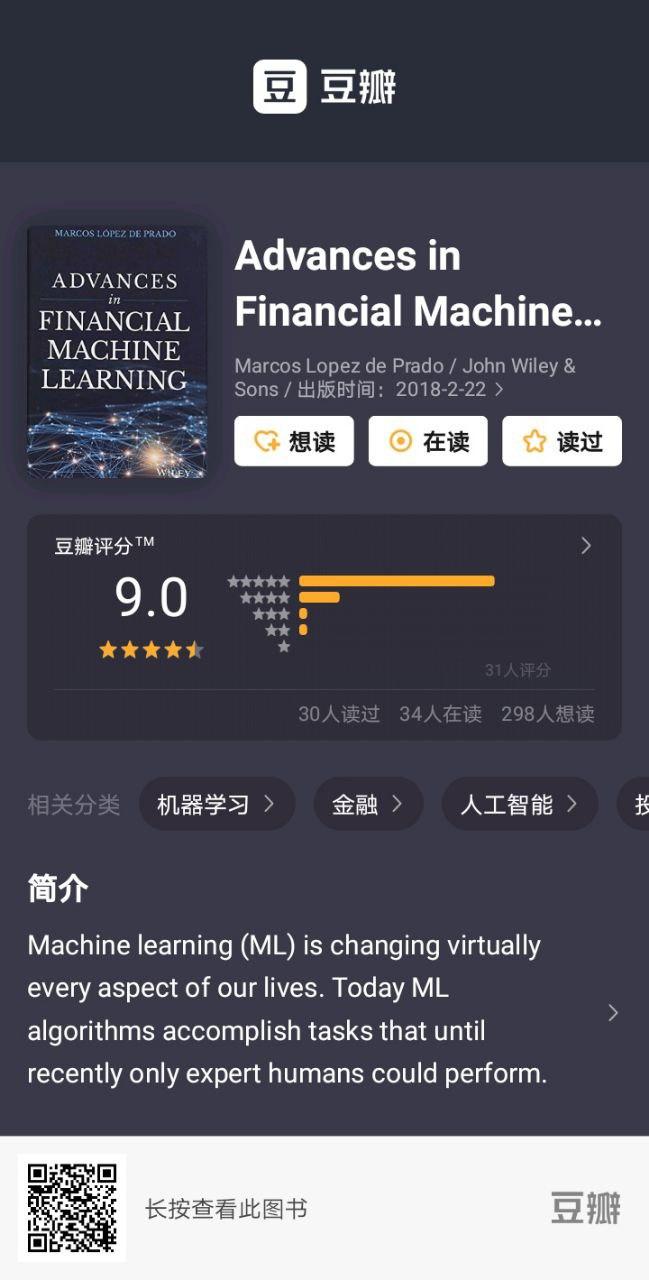 豆 豆瓣
MARCOS LÓPEZ DE PRADO
ADVANCES
in
FINANCIAL
MACHINE
LEARNING
WILEY
Advances in
Financial Machine…
Marcos Lopez de Prado / John Wiley &
Sons / 出版时间：2018-2-22 >
想读 在读 读过
豆瓣评分™ >
9.0
31人评分
30人读过 34人在读 298人想读
相关分类 机器学习 > 金融 > 人工智能 >
简介
Machine learning (ML) is changing virtually
every aspect of our lives. Today ML
algorithms accomplish tasks that until
recently only expert humans could perform.
长按查看此图书 豆瓣